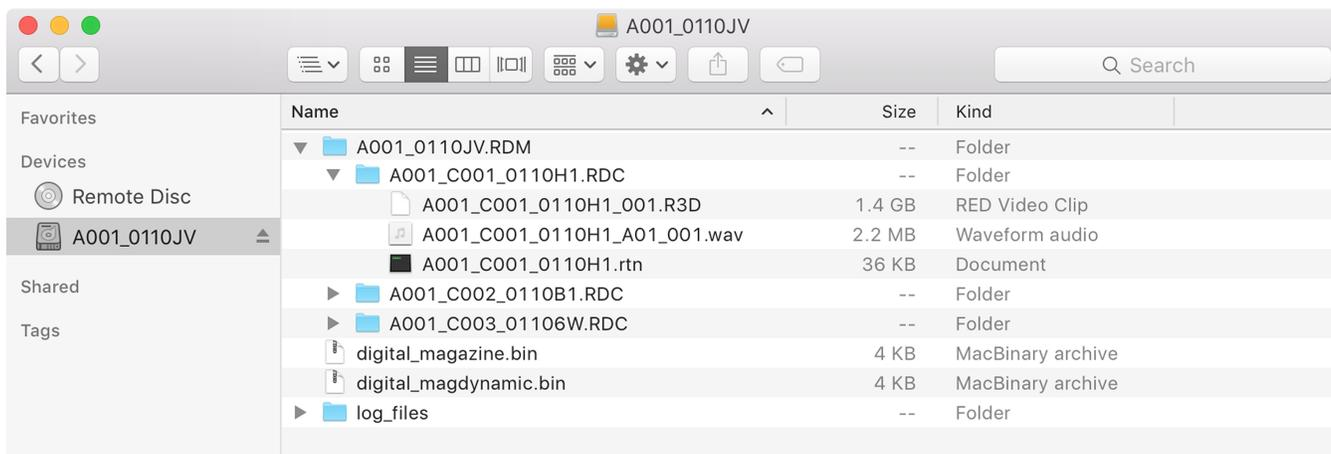 A001_0110JV
Search
Favorites
Devices
Remote Disc
A001_0110JV
Shared
Tags
Name Size Kind
A001_0110JV.RDM -- Folder
A001_C001_0110H1.RDC -- Folder
A001_C001_0110H1_001.R3D 1.4 GB RED Video Clip
A001_C001_0110H1_A01_001.wav 2.2 MB Waveform audio
A001_C001_0110H1.rtn 36 KB Document
A001_C002_0110B1.RDC -- Folder
A001_C003_01106W.RDC -- Folder
digital_magazine.bin 4 KB MacBinary archive
digital_magdynamic.bin 4 KB MacBinary archive
log_files -- Folder